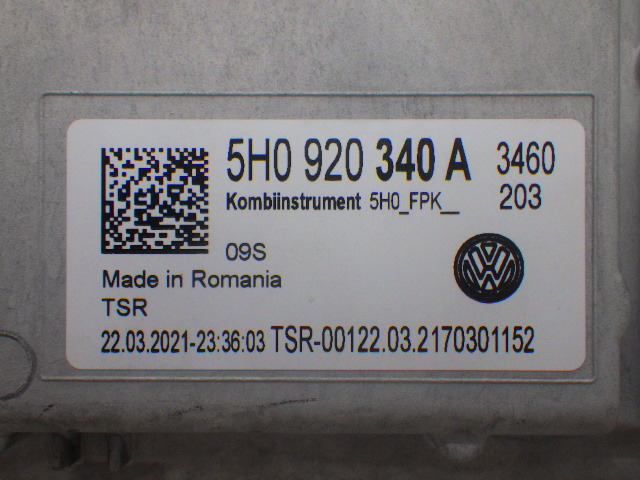 5H0 920 340 A 3460
Kombiinstrument 5H0_FPK__ 203
09S
Made in Romania
TSR
22.03.2021-23:36:03 TSR-00122.03.2170301152